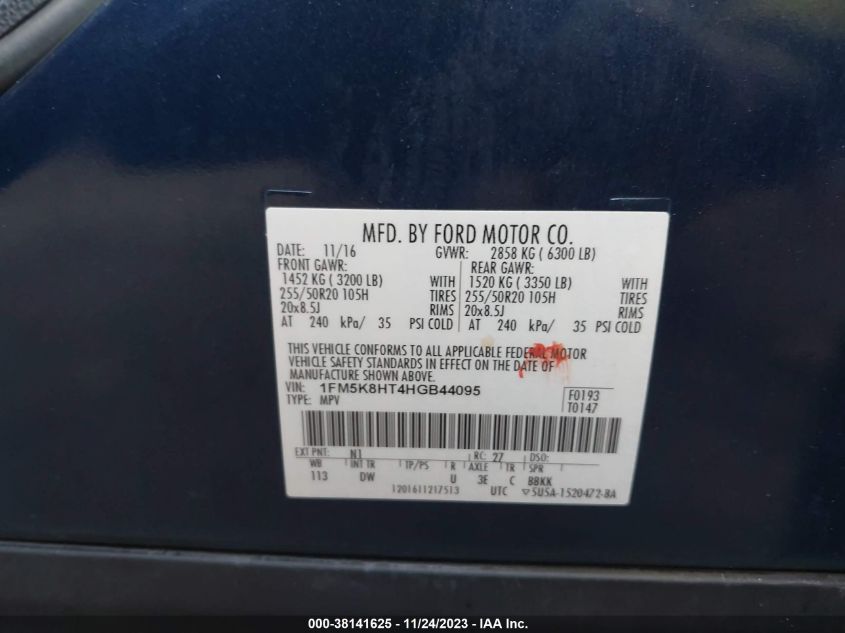 MFD. BY FORD MOTOR CO.
DATE: 11/16 GVWR: 2858 KG ( 6300 LB)
FRONT GAWR: REAR GAWR:
1452 KG ( 3200 LB) WITH 1520 KG ( 3350 LB) WITH
255/50R20 105H TIRES 255/50R20 105H TIRES
20x8.5J RIMS 20x8.5J RIMS
AT 240 kPa/ 35 PSI COLD AT 240 kPa/ 35 PSI COLD
THIS VEHICLE CONFORMS TO ALL APPLICABLE FEDERAL MOTOR
VEHICLE SAFETY STANDARDS IN EFFECT ON THE DATE OF
MANUFACTURE SHOWN ABOVE.
VIN: 1FM5K8HT4HGB44095 F0193
TYPE: MPV T0147
EXT PNT: N1 RC: 27 DSO:
WB INT TR TP/PS R AXLE TR SPR
113 DW U 3E C BBKK
1201611217513 UTC ▽5U5A-1520472-BA
000-38141625 - 11/24/2023 - IAA Inc.